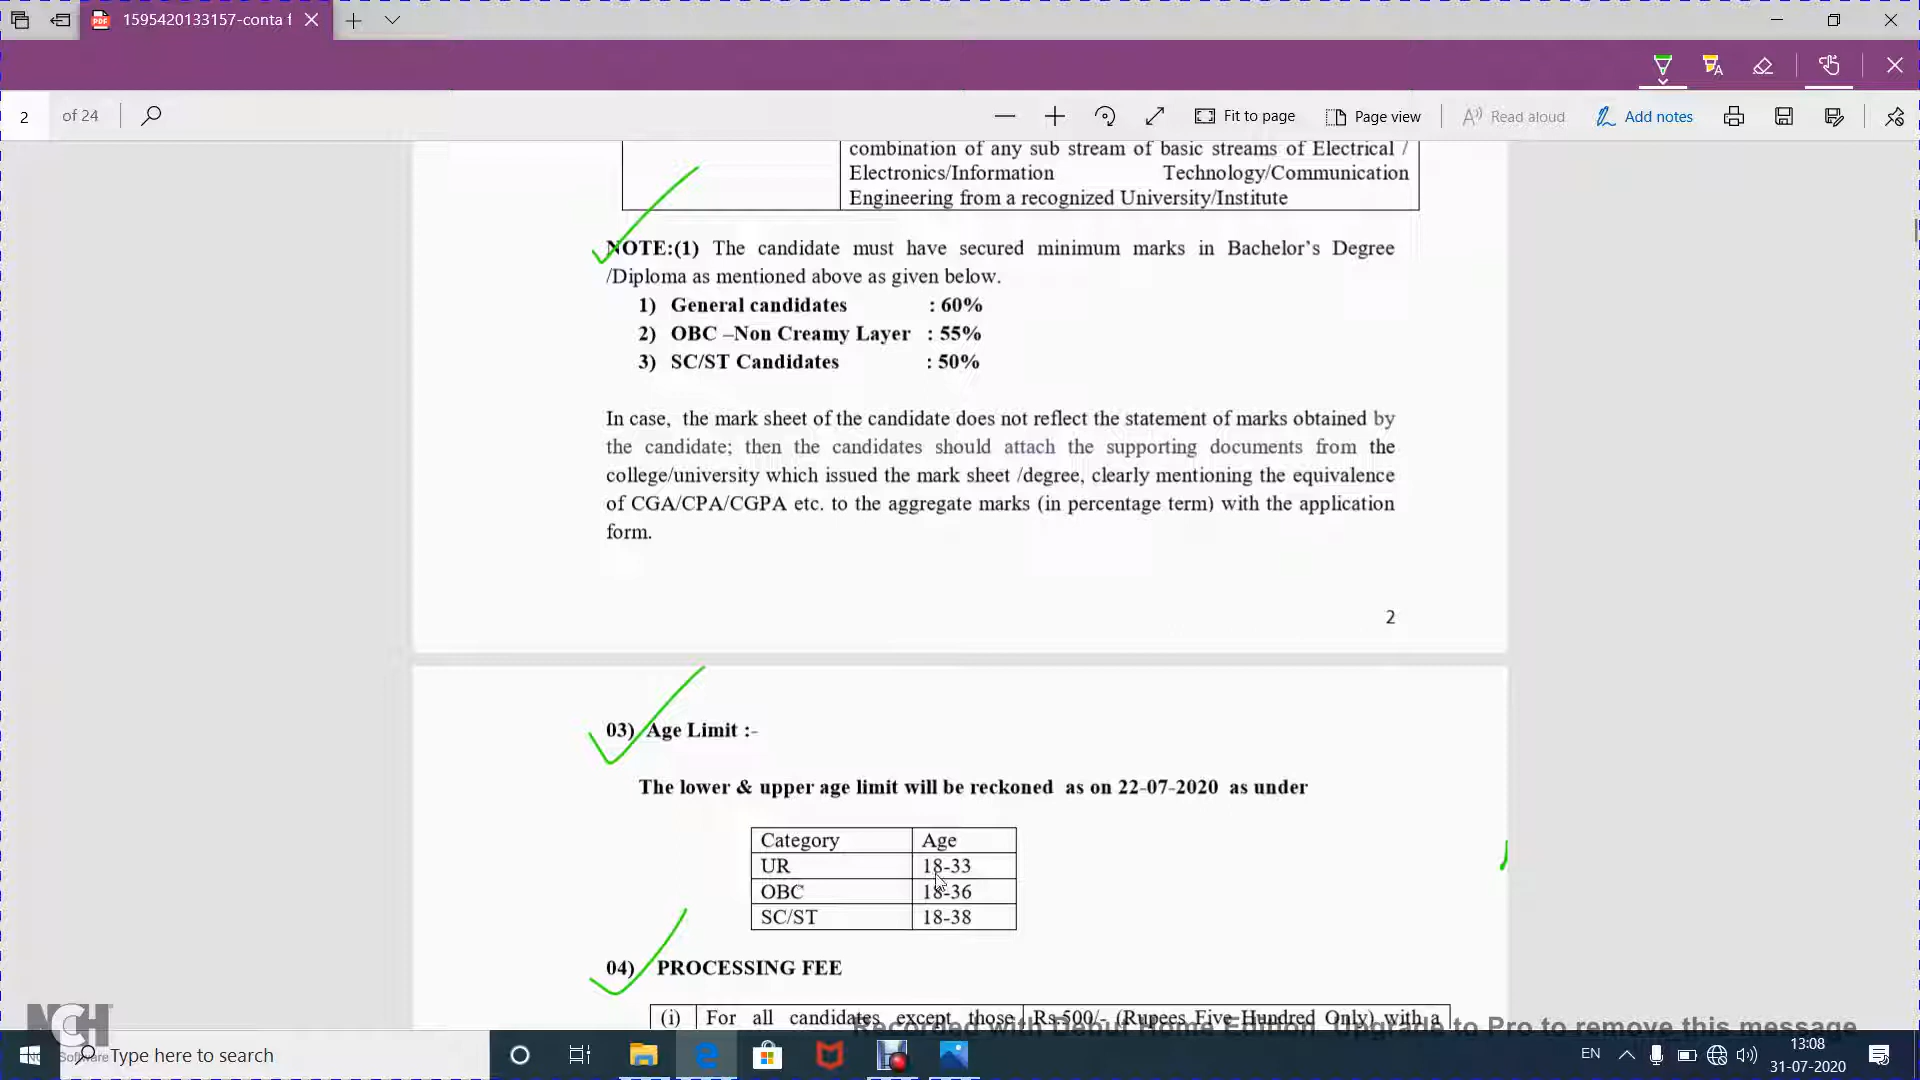 1595420133157-conta f
2 of 24
Fit to page
Page view
Read aloud
Add notes
combination of any sub stream of basic streams of Electrical /
Electronics/Information Technology/Communication
Engineering from a recognized University/Institute
NOTE:(1) The candidate must have secured minimum marks in Bachelor's Degree
/Diploma as mentioned above as given below.
1) General candidates : 60%
2) OBC –Non Creamy Layer : 55%
3) SC/ST Candidates : 50%
In case, the mark sheet of the candidate does not reflect the statement of marks obtained by
the candidate; then the candidates should attach the supporting documents from the
college/university which issued the mark sheet /degree, clearly mentioning the equivalence
of CGA/CPA/CGPA etc. to the aggregate marks (in percentage term) with the application
form.
2
03) Age Limit :-
The lower & upper age limit will be reckoned as on 22-07-2020 as under
Category Age
UR 18-33
OBC 18-36
SC/ST 18-38
04) PROCESSING FEE
(i) For all candidates except those Rs.500/- (Rupees Five Hundred Only) with a
Recorded with Debut Home Edition. Upgrade to Pro to remove this message
NCH
Software
Type here to search
EN
13:08
31-07-2020